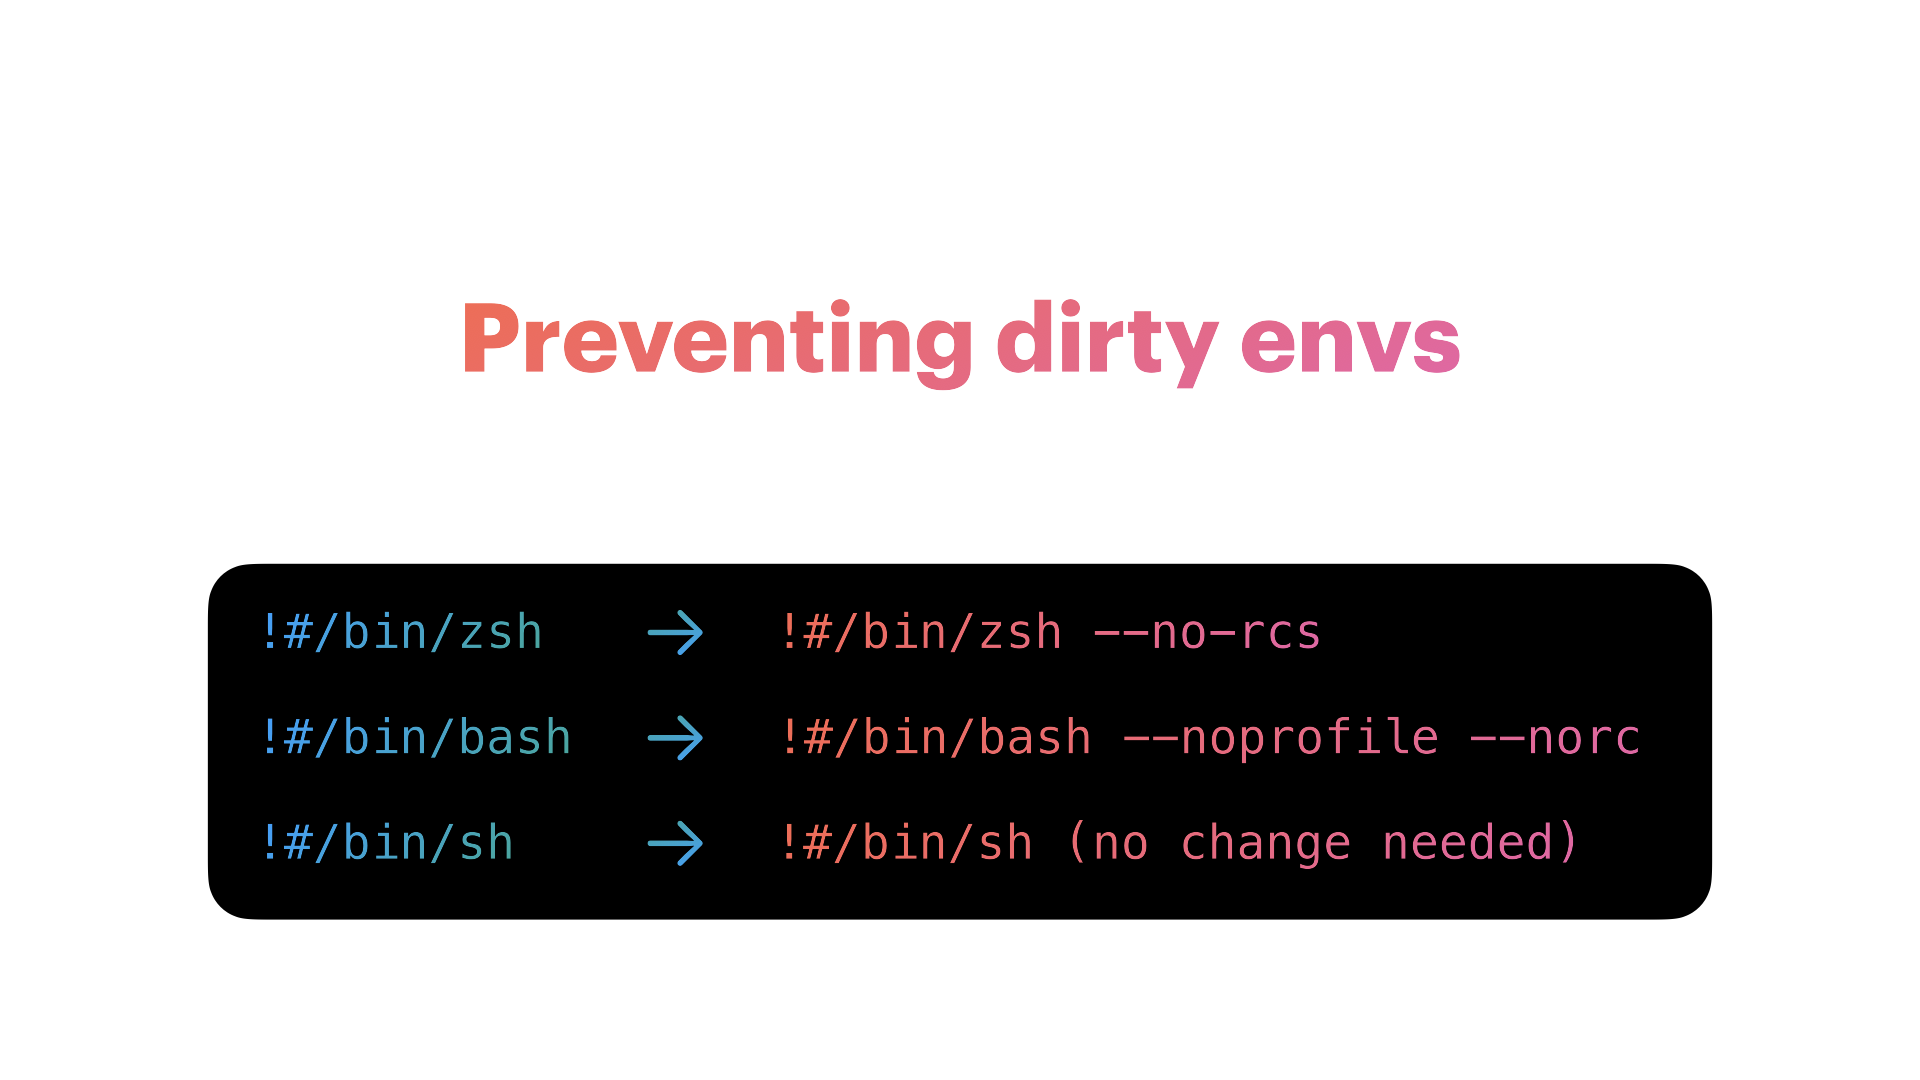 Preventing dirty envs
!#/bin/zsh → !#/bin/zsh --no-rcs
!#/bin/bash → !#/bin/bash --noprofile --norc
!#/bin/sh → !#/bin/sh (no change needed)